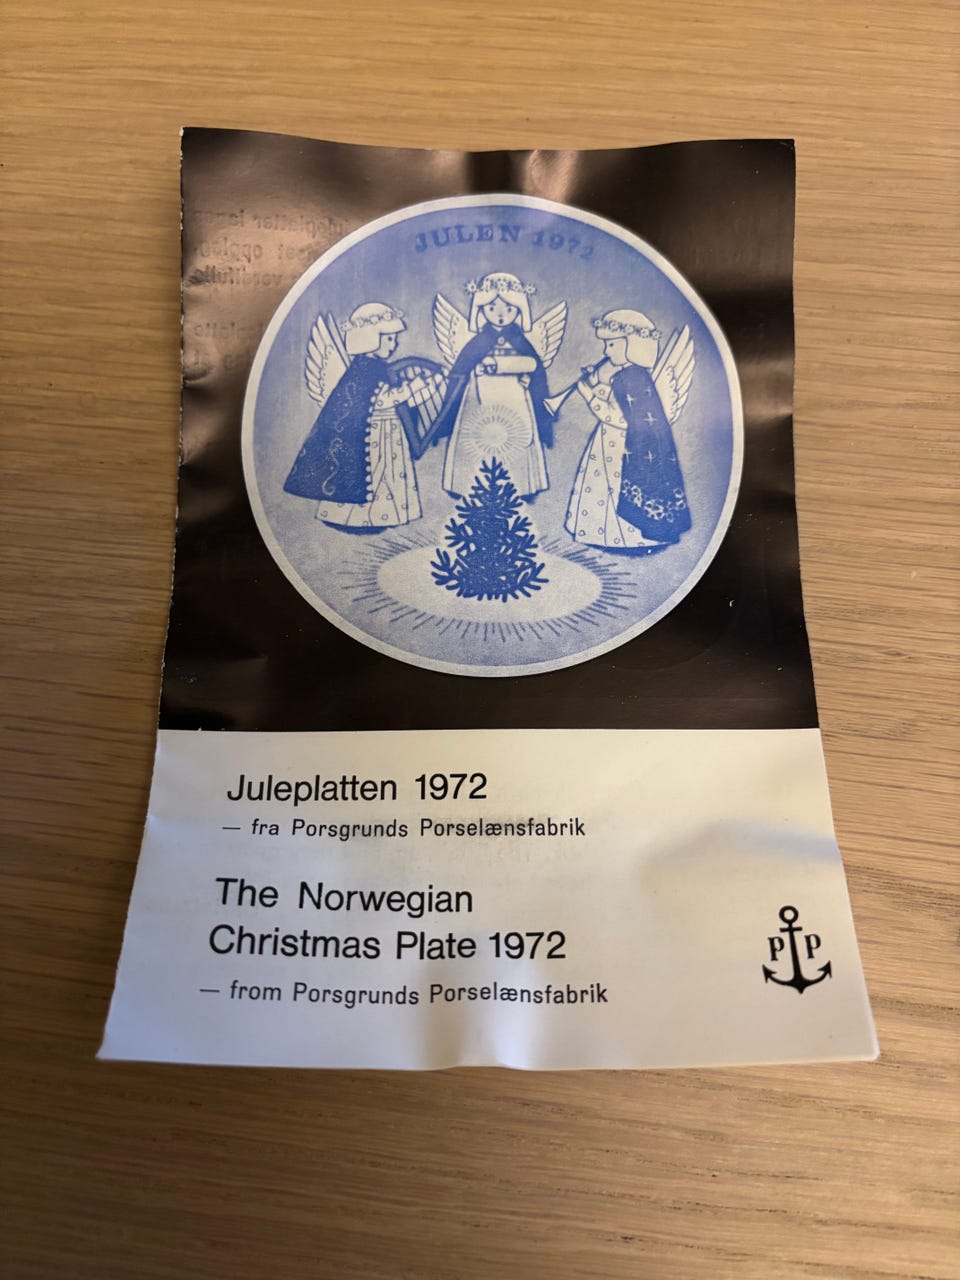 JULEN 1972
Juleplatten 1972
— fra Porsgrunds Porselænsfabrik
The Norwegian
Christmas Plate 1972
— from Porsgrunds Porselænsfabrik
P P